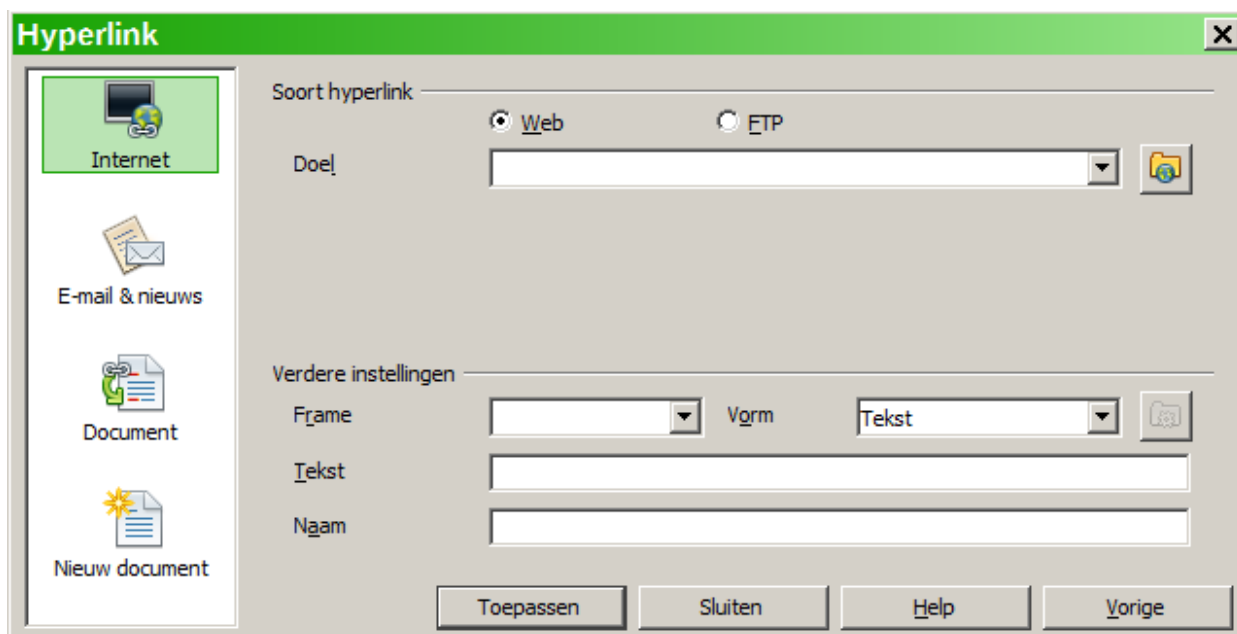 Hyperlink
Internet
E-mail & nieuws
Document
Nieuw document
Soort hyperlink
Web FTP
Doel
Verdere instellingen
Frame Vorm Tekst
Tekst
Naam
Toepassen Sluiten Help Vorige